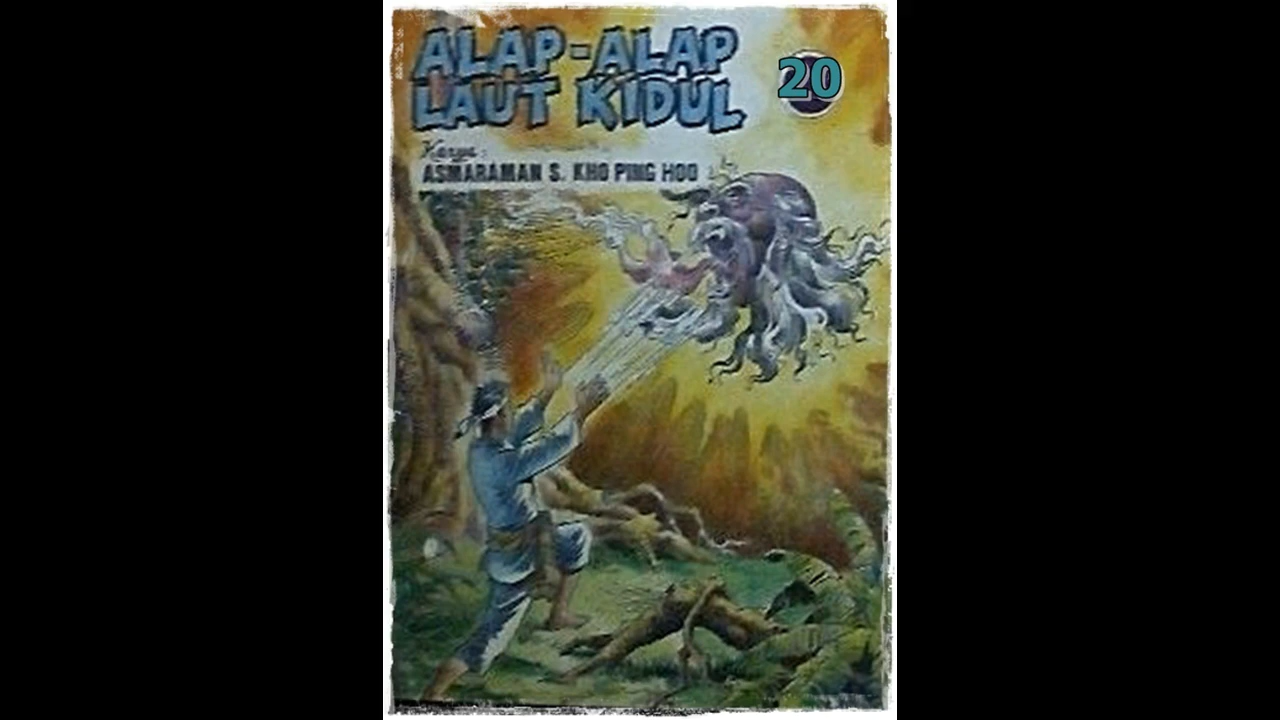 ALAP-ALAP
LAUT KIDUL
20
Karya :
ASMARAMAN S. KHO PING HOO